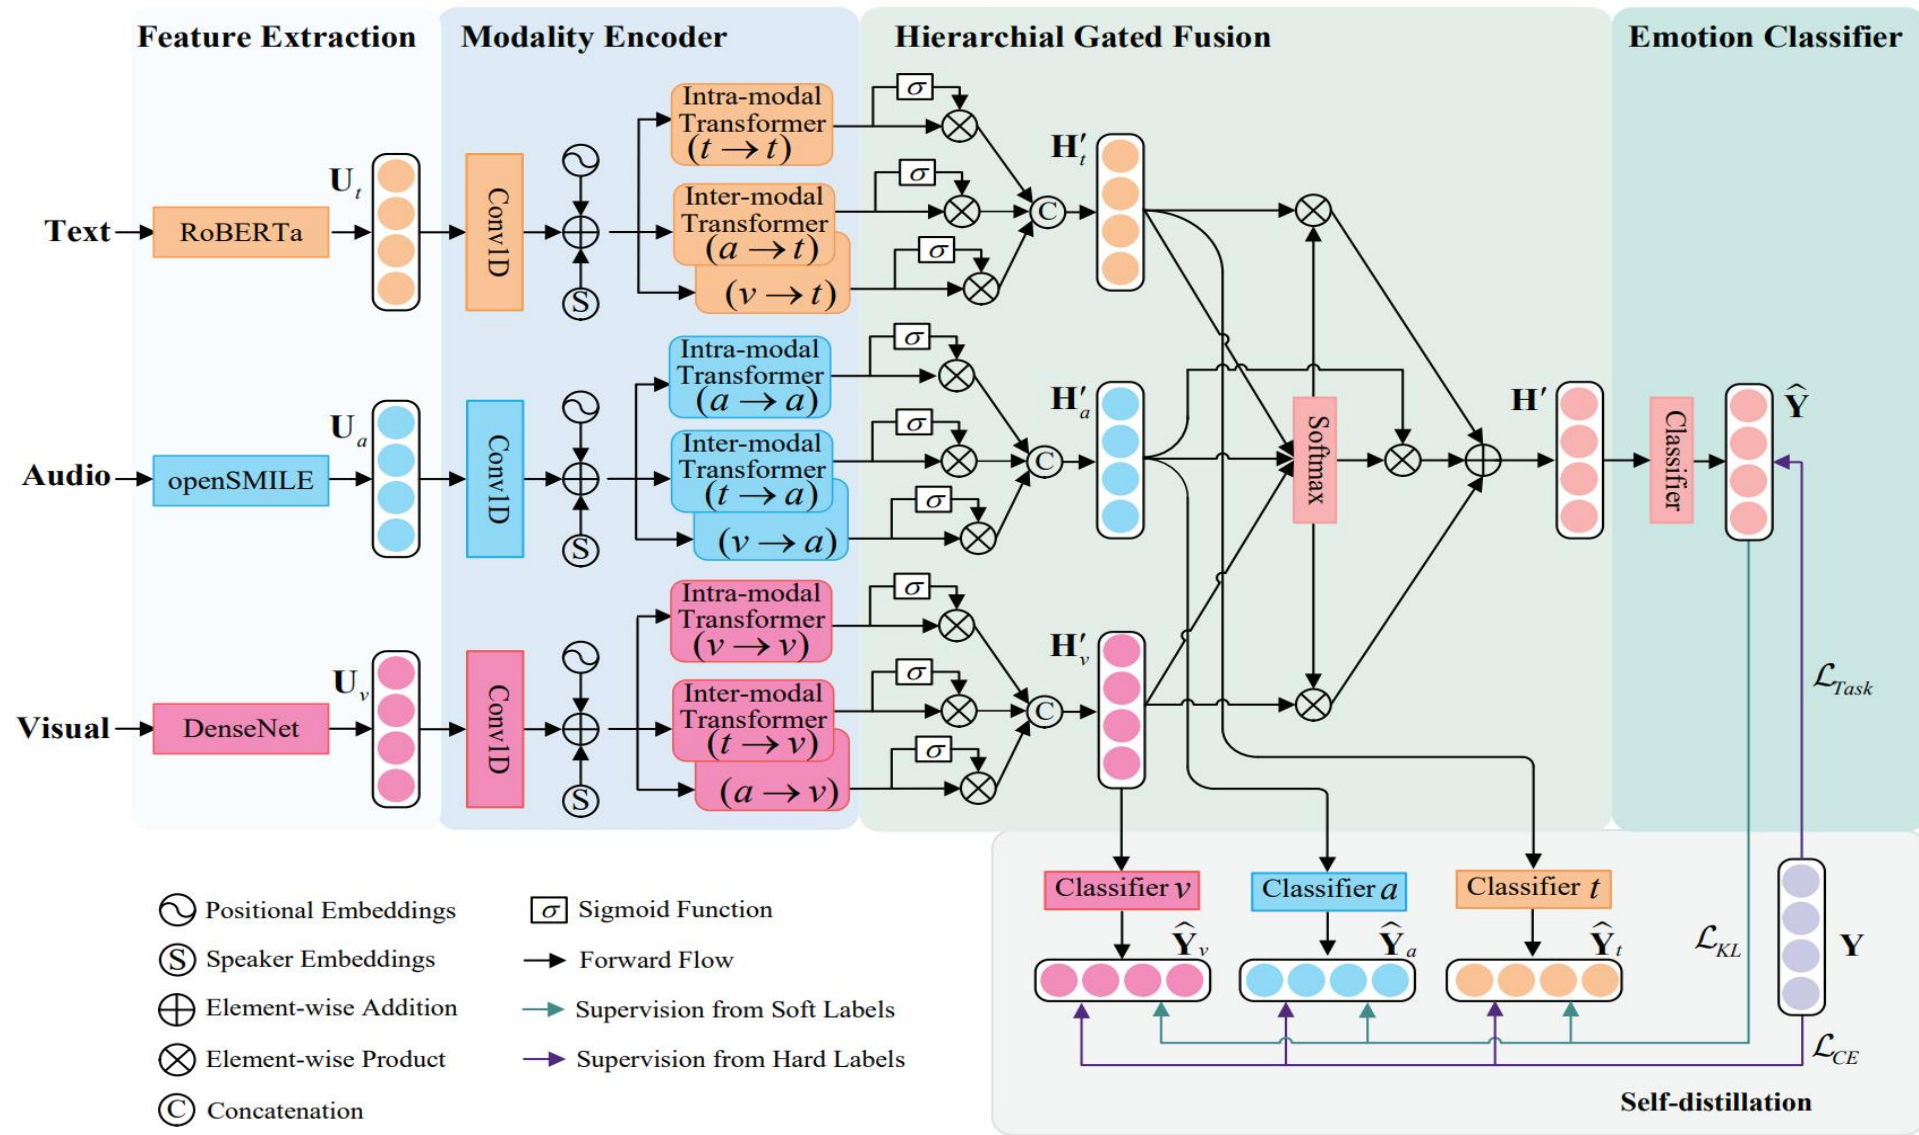 Feature Extraction
Modality Encoder
Hierarchial Gated Fusion
Emotion Classifier
Text
RoBERTa
U_t
Conv1D
S
Intra-modal
Transformer
(t → t)
Inter-modal
Transformer
(a → t)
(v → t)
σ
σ
σ
C
H′_t
Audio
openSMILE
U_a
Conv1D
S
Intra-modal
Transformer
(a → a)
Inter-modal
Transformer
(t → a)
(v → a)
σ
σ
σ
C
H′_a
Softmax
H′
Classifier
Ŷ
Visual
DenseNet
U_v
Conv1D
S
Intra-modal
Transformer
(v → v)
Inter-modal
Transformer
(t → v)
(a → v)
σ
σ
σ
C
H′_v
ℒ_Task
Classifier v
Classifier a
Classifier t
Ŷ_v
Ŷ_a
Ŷ_t
ℒ_KL
Y
ℒ_CE
Self-distillation
Positional Embeddings
S Speaker Embeddings
Element-wise Addition
Element-wise Product
C Concatenation
σ Sigmoid Function
Forward Flow
Supervision from Soft Labels
Supervision from Hard Labels